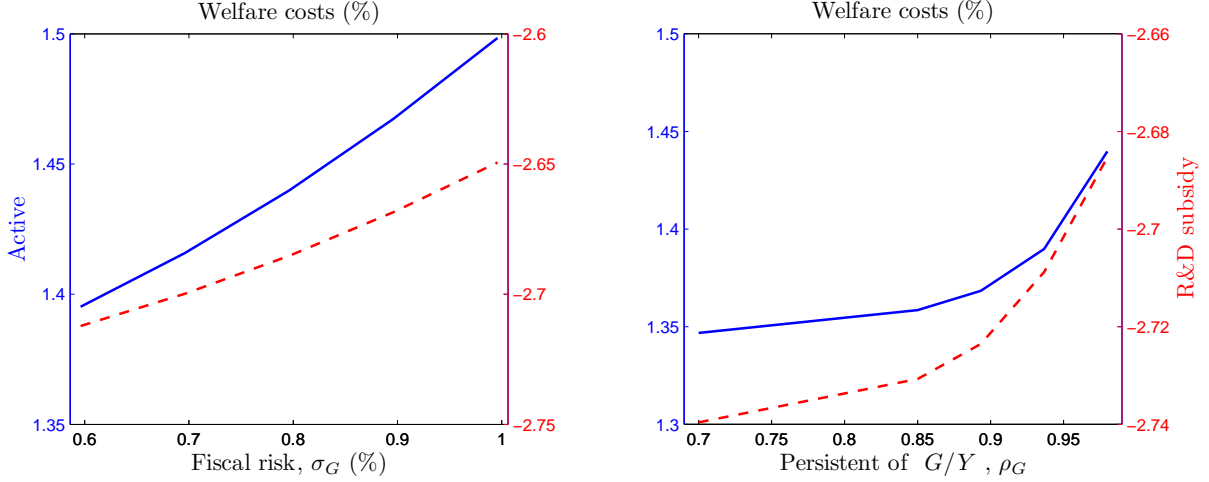 Welfare costs (%)
1.5
1.45
1.4
1.35
Active
−2.6
−2.65
−2.7
−2.75
0.6 0.7 0.8 0.9 1
Fiscal risk, σ_G (%)
Welfare costs (%)
1.5
1.45
1.4
1.35
1.3
−2.66
−2.68
−2.7
−2.72
−2.74
R&D subsidy
0.7 0.75 0.8 0.85 0.9 0.95
Persistent of G/Y , ρ_G